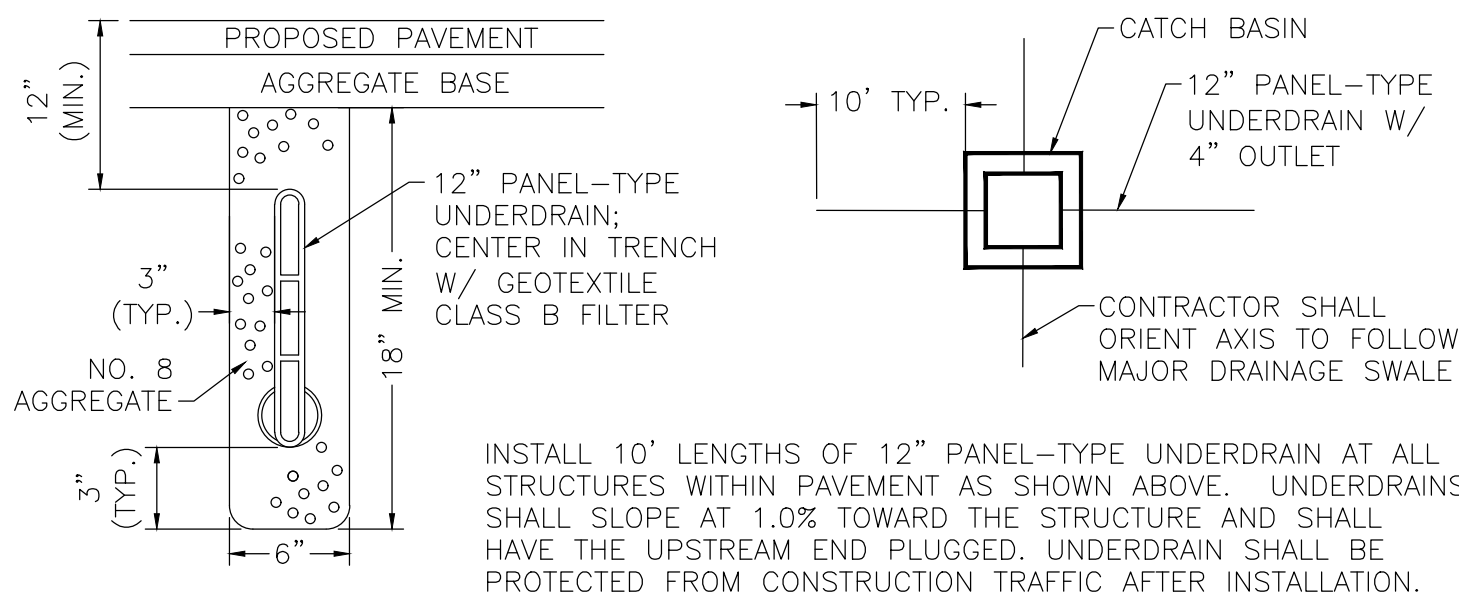 PROPOSED PAVEMENT
AGGREGATE BASE
12"
(MIN.)
12" PANEL–TYPE
UNDERDRAIN;
CENTER IN TRENCH
W/ GEOTEXTILE
CLASS B FILTER
3"
(TYP.)
18" MIN.
NO. 8
AGGREGATE
3"
(TYP.)
6"
CATCH BASIN
10' TYP.
12" PANEL–TYPE
UNDERDRAIN W/
4" OUTLET
CONTRACTOR SHALL
ORIENT AXIS TO FOLLOW
MAJOR DRAINAGE SWALE
INSTALL 10' LENGTHS OF 12" PANEL–TYPE UNDERDRAIN AT ALL
STRUCTURES WITHIN PAVEMENT AS SHOWN ABOVE. UNDERDRAINS
SHALL SLOPE AT 1.0% TOWARD THE STRUCTURE AND SHALL
HAVE THE UPSTREAM END PLUGGED. UNDERDRAIN SHALL BE
PROTECTED FROM CONSTRUCTION TRAFFIC AFTER INSTALLATION.